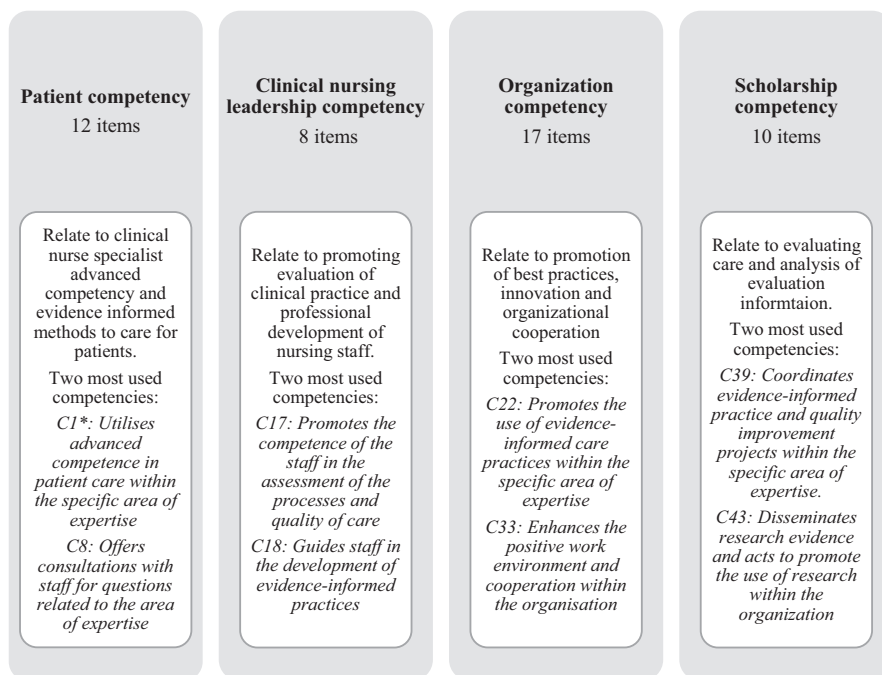 Patient competency
12 items
Relate to clinical
nurse specialist
advanced
competency and
evidence informed
methods to care for
patients.
Two most used
competencies:
C1*: Utilises
advanced
competence in
patient care within
the specific area of
expertise
C8: Offers
consultations with
staff for questions
related to the area
of expertise
Clinical nursing
leadership competency
8 items
Relate to promoting
evaluation of
clinical practice and
professional
development of
nursing staff.
Two most used
competencies:
C17: Promotes the
competence of the
staff in the
assessment of the
processes and
quality of care
C18: Guides staff in
the development of
evidence-informed
practices
Organization
competency
17 items
Relate to promotion
of best practices,
innovation and
organizational
cooperation
Two most used
competencies:
C22: Promotes the
use of evidence-
informed care
practices within the
specific area of
expertise
C33: Enhances the
positive work
environment and
cooperation within
the organisation
Scholarship
competency
10 items
Relate to evaluating
care and analysis of
evaluation
informtaion.
Two most used
competencies:
C39: Coordinates
evidence-informed
practice and quality
improvement
projects within the
specific area of
expertise.
C43: Disseminates
research evidence
and acts to promote
the use of research
within the
organization